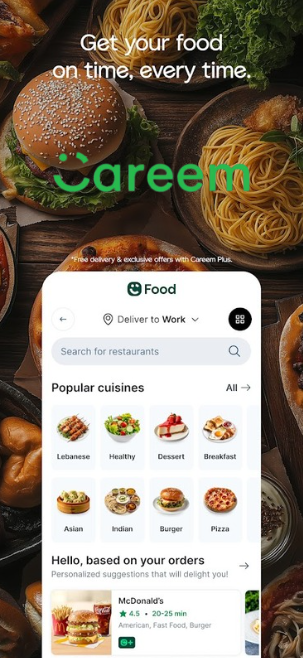 Get your food
on time, every time.
Careem
*Free delivery & exclusive offers with Careem Plus.
Food
Deliver to Work
Search for restaurants
Popular cuisines
All
Lebanese
Healthy
Dessert
Breakfast
Asian
Indian
Burger
Pizza
Hello, based on your orders
Personalized suggestions that will delight you!
McDonald's
4.5 • 20-25 min
American, Fast Food, Burger